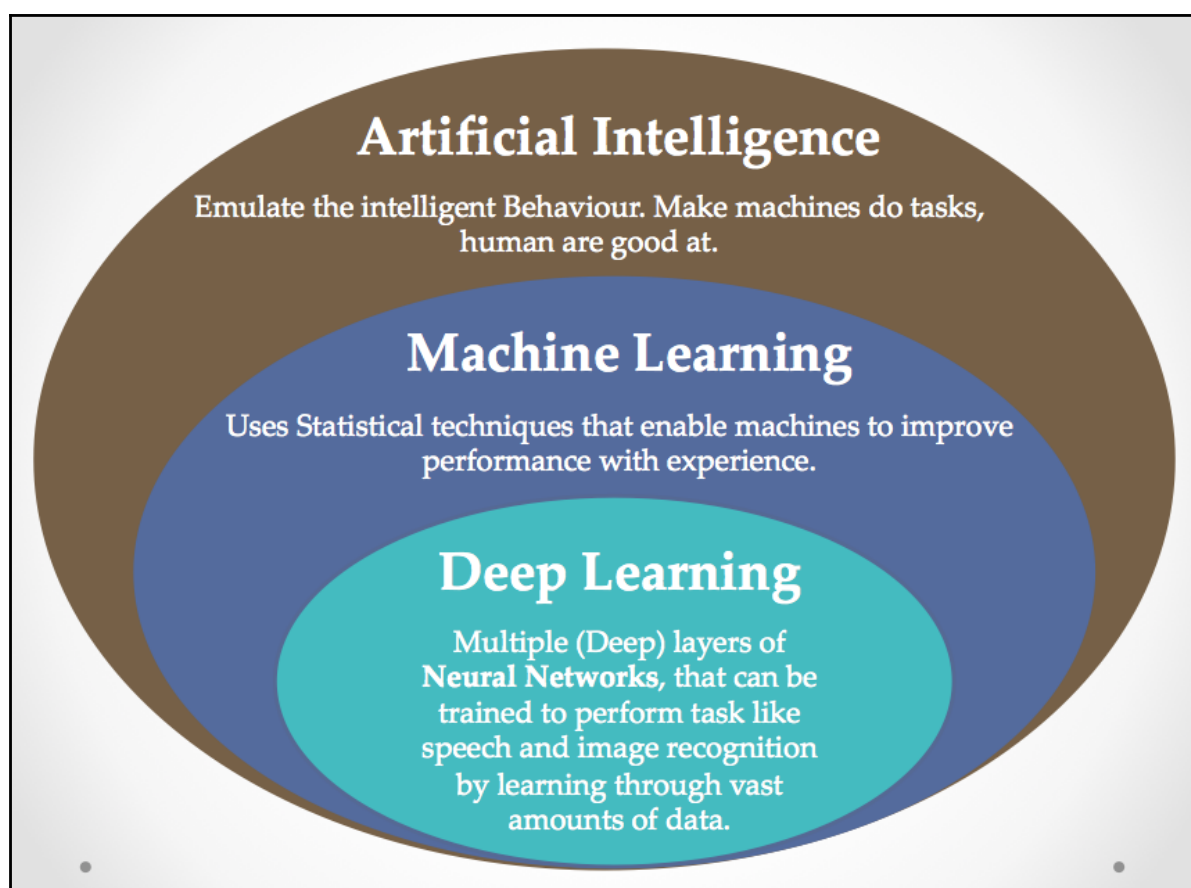 Artificial Intelligence
Emulate the intelligent Behaviour. Make machines do tasks,
human are good at.
Machine Learning
Uses Statistical techniques that enable machines to improve
performance with experience.
Deep Learning
Multiple (Deep) layers of
Neural Networks, that can be
trained to perform task like
speech and image recognition
by learning through vast
amounts of data.